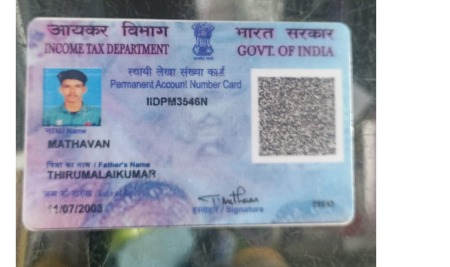 आयकर विभाग
INCOME TAX DEPARTMENT
भारत सरकार
GOVT. OF INDIA
स्थायी लेखा संख्या कार्ड
Permanent Account Number Card
IIDPM3546N
नाम / Name
MATHAVAN
पिता का नाम / Father's Name
THIRUMALAIKUMAR
/07/2003
/ Signature